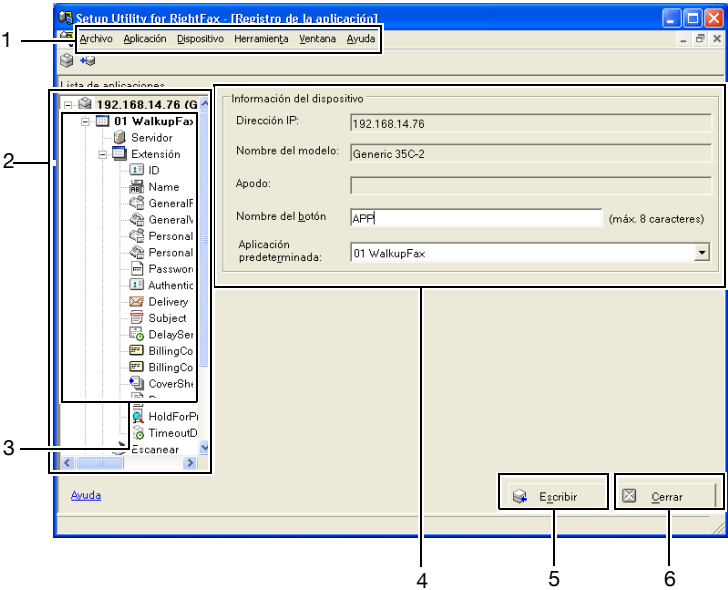 Setup Utility for RightFax - [Registro de la aplicación]
1
Archivo Aplicación Dispositivo Herramienta Ventana Ayuda
Lista de aplicaciones
192.168.14.76 (G
01 WalkupFax
Servidor
Extensión
ID
Name
GeneralF
General
Personal
Personal
Password
Authentic
Delivery
Subject
DelaySer
BillingCo
BillingCo
CoverShe
HoldForPr
TimeoutD
Escanear
2
3
Información del dispositivo
Dirección IP: 192.168.14.76
Nombre del modelo: Generic 35C-2
Apodo:
Nombre del botón APP (máx. 8 caracteres)
Aplicación
predeterminada: 01 WalkupFax
Ayuda
Escribir
Cerrar
4
5
6